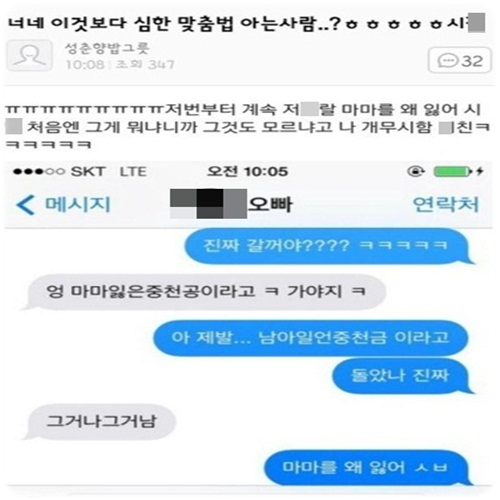 너네 이것보다 심한 맞춤법 아는사람..?ㅎㅎㅎㅎㅎ시
성춘향밥그릇
10:08 | 조회 347
32
ㅠㅠㅠㅠㅠㅠㅠㅠㅠ저번부터 계속 저 랄 마마를 왜 잃어 시
처음엔 그게 뭐냐니까 그것도 모르냐고 나 개무시함 친ㅋ
ㅋㅋㅋㅋㅋ
SKT LTE 오전 10:05
메시지 오빠 연락처
진짜 갈꺼야???? ㅋㅋㅋㅋㅋ
엉 마마잃은중천공이라고 ㅋ 가야지 ㅋ
아 제발... 남아일언중천금 이라고
돌았나 진짜
그거나그거남
마마를 왜 잃어 ㅅㅂ